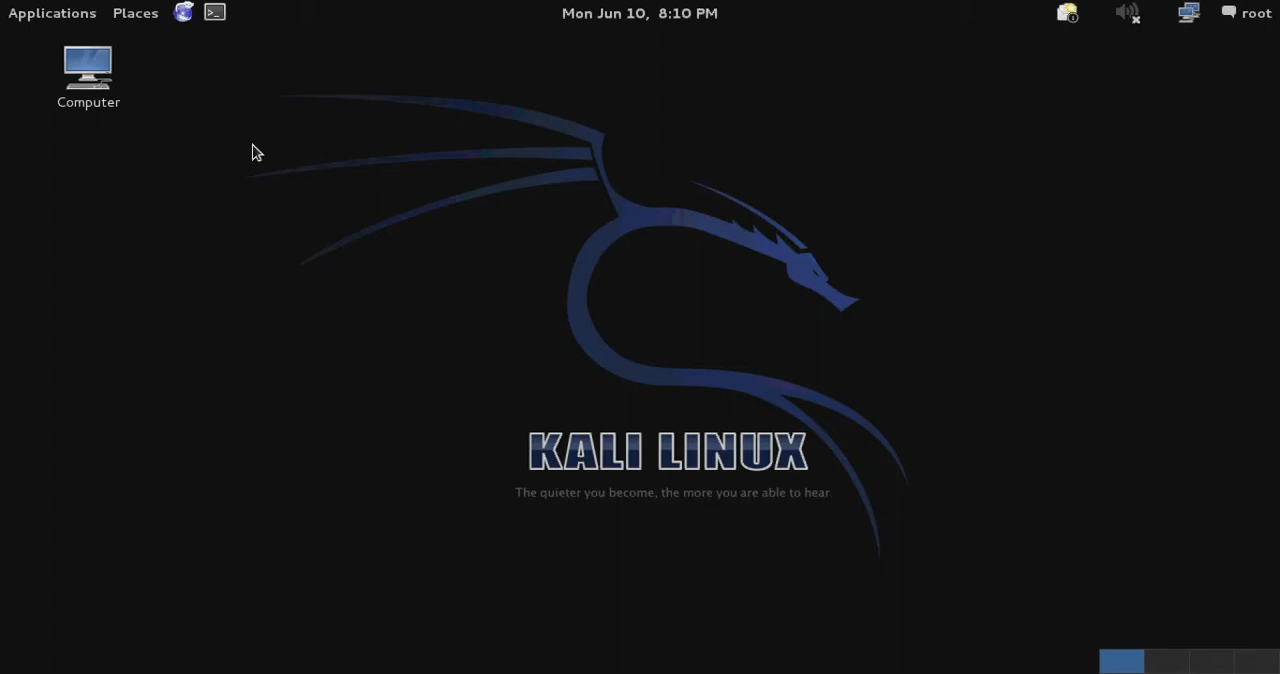 Applications Places Mon Jun 10, 8:10 PM root
Computer
KALI LINUX
The quieter you become, the more you are able to hear